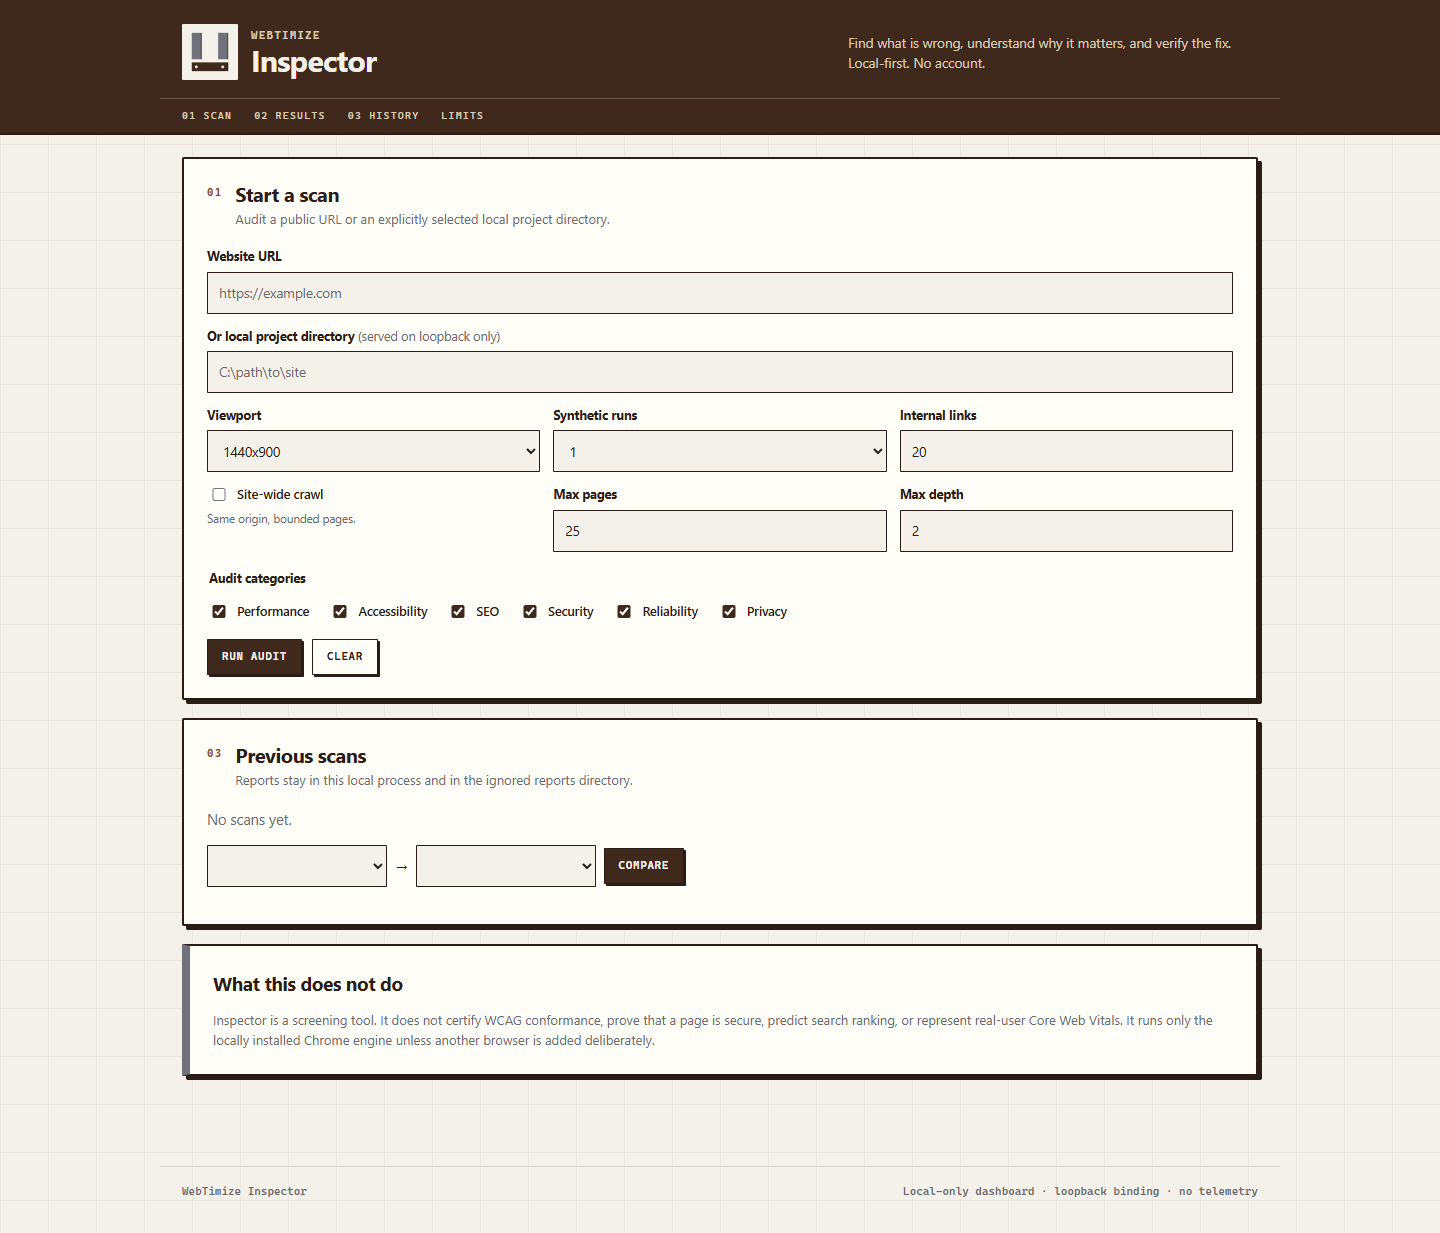 WEBTIMIZE
Inspector
Find what is wrong, understand why it matters, and verify the fix.
Local-first. No account.
01 SCAN 02 RESULTS 03 HISTORY LIMITS
01 Start a scan
Audit a public URL or an explicitly selected local project directory.
Website URL
https://example.com
Or local project directory (served on loopback only)
C:\path\to\site
Viewport Synthetic runs Internal links
1440x900 1 20
Site-wide crawl Max pages Max depth
Same origin, bounded pages.
25 2
Audit categories
Performance Accessibility SEO Security Reliability Privacy
RUN AUDIT CLEAR
03 Previous scans
Reports stay in this local process and in the ignored reports directory.
No scans yet.
→ COMPARE
What this does not do
Inspector is a screening tool. It does not certify WCAG conformance, prove that a page is secure, predict search ranking, or represent real-user Core Web Vitals. It runs only the
locally installed Chrome engine unless another browser is added deliberately.
WebTimize Inspector Local-only dashboard · loopback binding · no telemetry